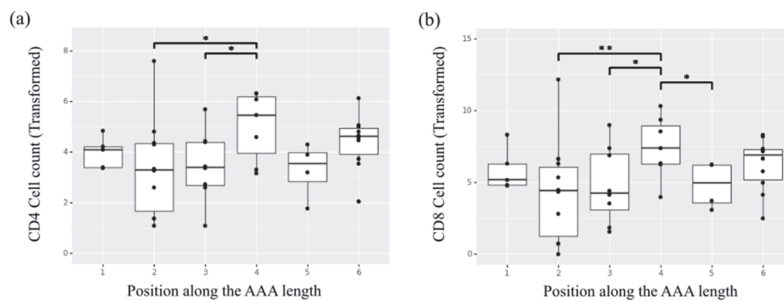 (a)
CD4 Cell count (Transformed)
8
6
4
2
0
*
*
1 2 3 4 5 6
Position along the AAA length
(b)
CD8 Cell count (Transformed)
15
10
5
0
**
*
*
1 2 3 4 5 6
Position along the AAA length